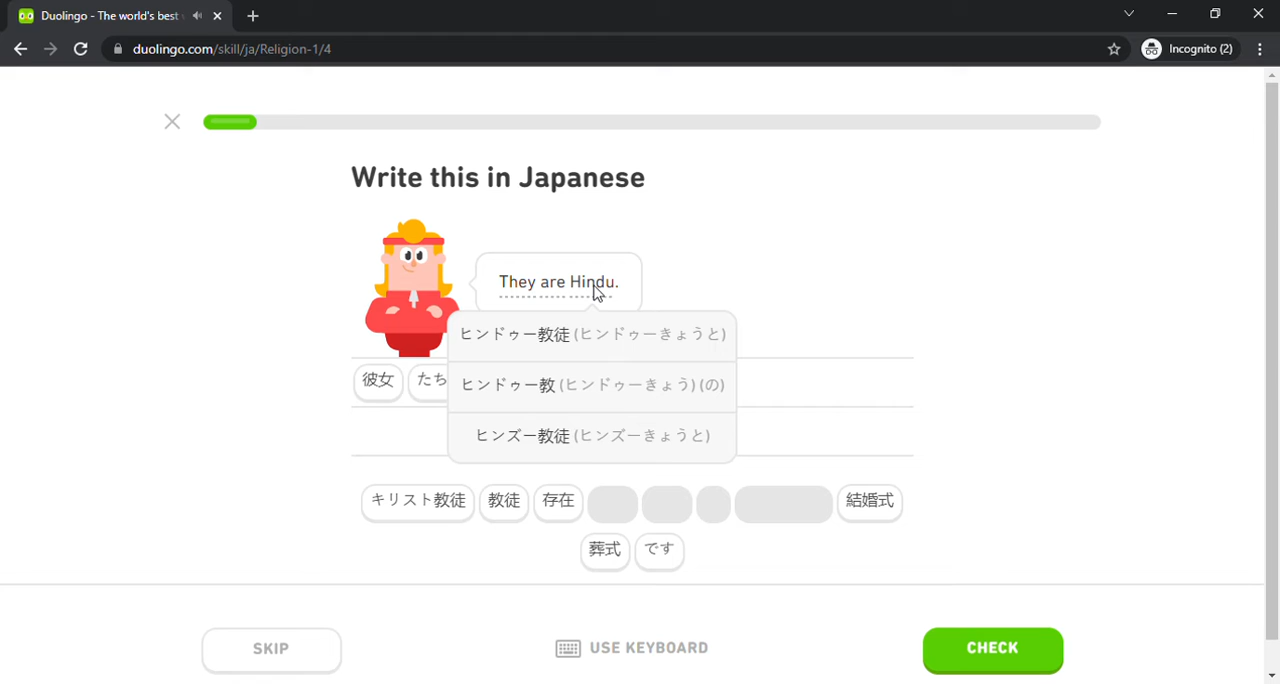 Duolingo - The world's best
duolingo.com/skill/ja/Religion-1/4
Incognito (2)
Write this in Japanese
They are Hindu.
ヒンドゥー教徒 (ヒンドゥーきょうと)
ヒンドゥー教 (ヒンドゥーきょう) (の)
ヒンズー教徒 (ヒンズーきょうと)
彼女 たち
キリスト教徒 教徒 存在 結婚式
葬式 です
SKIP USE KEYBOARD CHECK